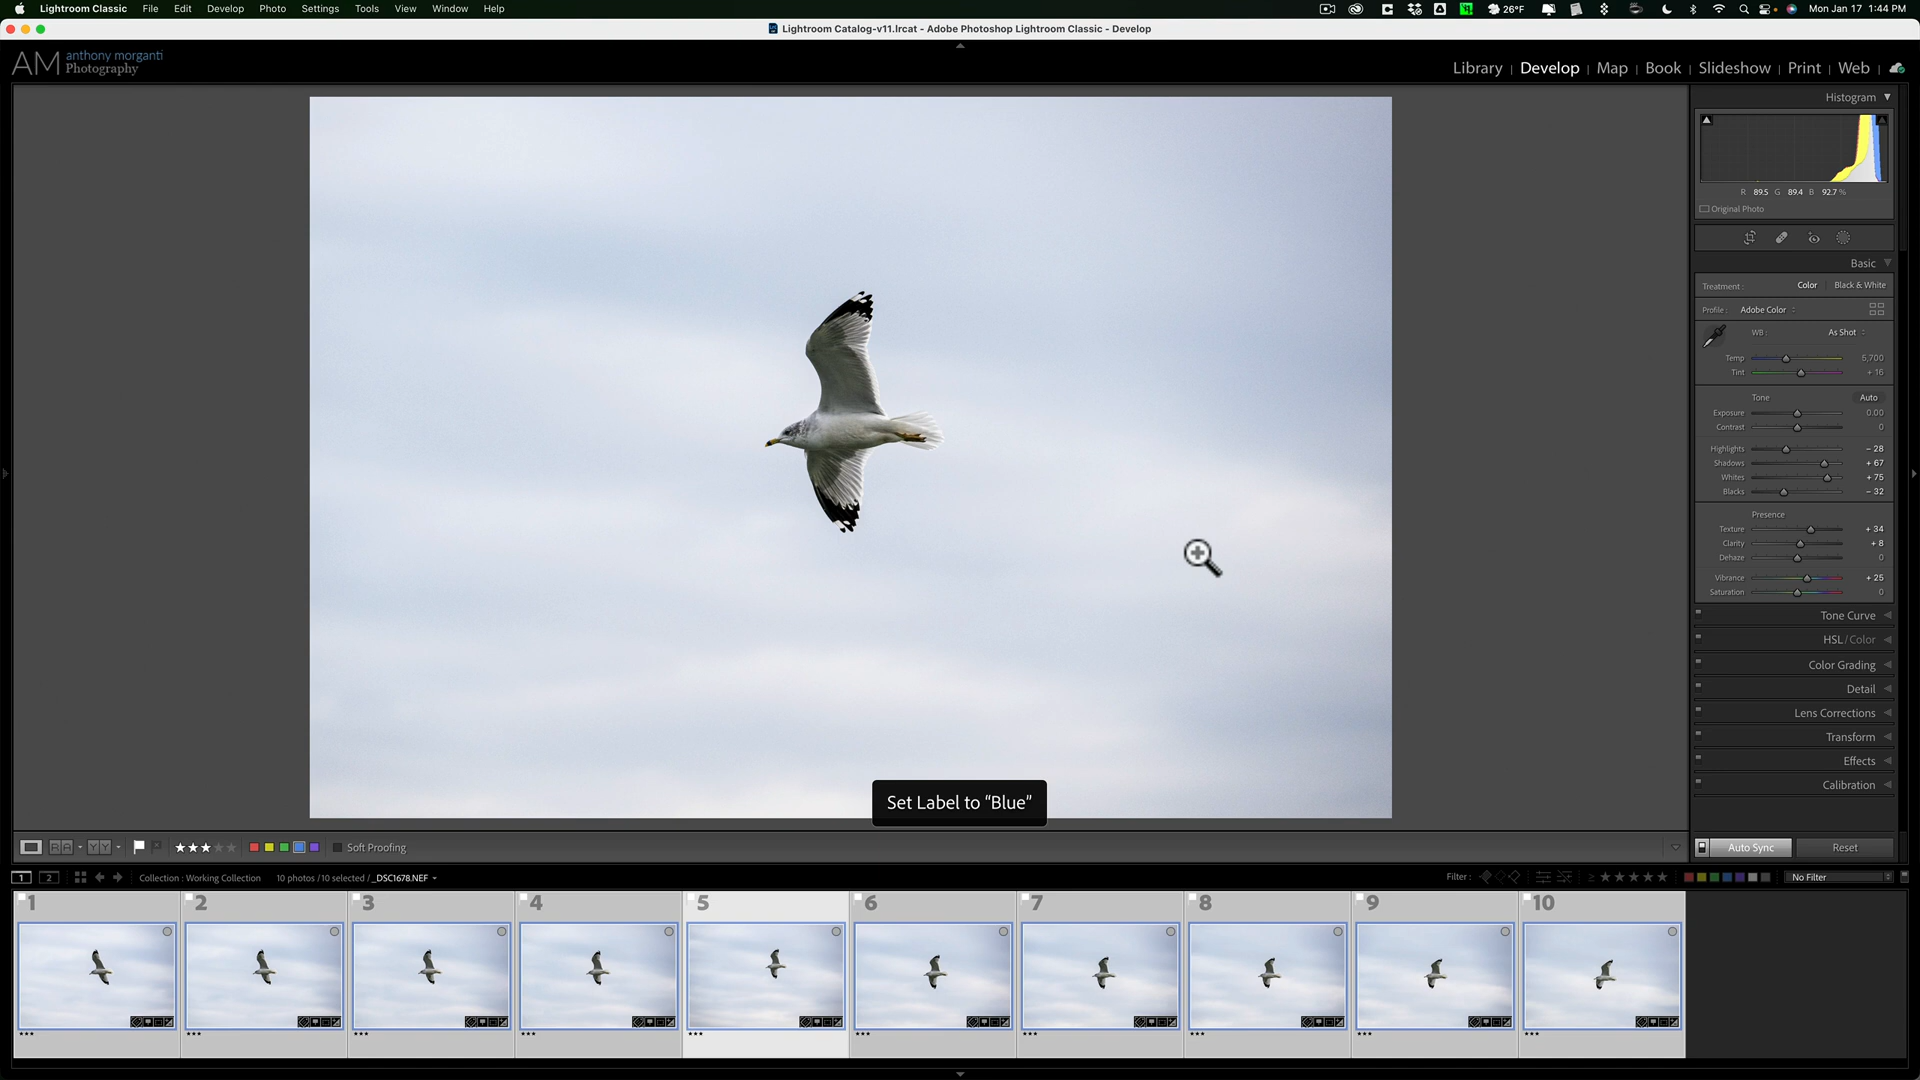 Lightroom Classic File Edit Develop Photo Settings Tools View Window Help 26°F Mon Jan 17 1:44 PM
Lightroom Catalog-v11.lrcat - Adobe Photoshop Lightroom Classic - Develop
AM anthony morganti Photography
Library | Develop | Map | Book | Slideshow | Print | Web
Histogram
R 89.5 G 89.4 B 92.7 %
Original Photo
Basic
Treatment : Color Black & White
Profile : Adobe Color
WB : As Shot
Temp 5,700
Tint + 16
Tone Auto
Exposure 0.00
Contrast 0
Highlights − 28
Shadows + 67
Whites + 75
Blacks − 32
Presence
Texture + 34
Clarity + 8
Dehaze 0
Vibrance + 25
Saturation 0
Tone Curve
HSL / Color
Color Grading
Detail
Lens Corrections
Transform
Effects
Calibration
Set Label to “Blue”
RA YY Soft Proofing Auto Sync Reset
1 2 Collection : Working Collection 10 photos / 10 selected / _DSC1678.NEF Filter : No Filter
1 2 3 4 5 6 7 8 9 10